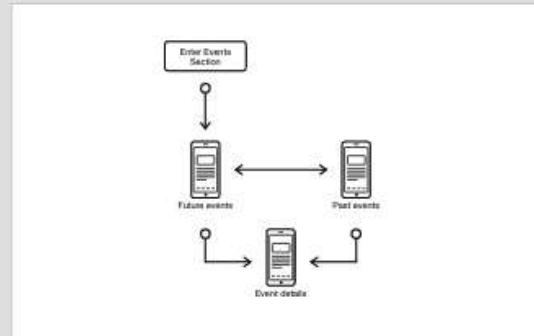 Enter Events
Section
Future events
Past events
Event details